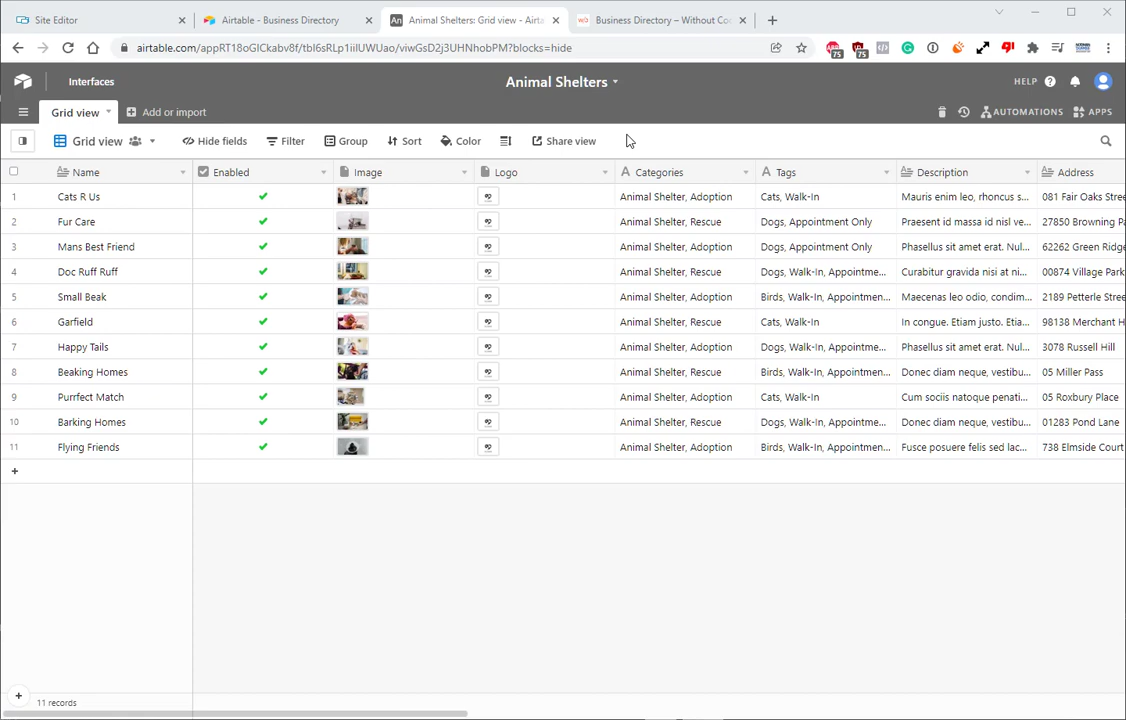 Site Editor
Airtable - Business Directory
An Animal Shelters: Grid view - Airta
Business Directory – Without Co
airtable.com/appRT18oGlCkabv8f/tbl6sRLp1iiIUWUao/viwGsD2j3UHNhobPM?blocks=hide
75
75
Interfaces
Animal Shelters
HELP
Grid view
Add or import
AUTOMATIONS
APPS
Grid view
Hide fields
Filter
Group
Sort
Color
Share view
Name Enabled Image Logo Categories Tags Description Address
1 Cats R Us Animal Shelter, Adoption Cats, Walk-In Mauris enim leo, rhoncus s... 081 Fair Oaks Stre
2 Fur Care Animal Shelter, Rescue Dogs, Appointment Only Praesent id massa id nisl ve... 27850 Browning Pa
3 Mans Best Friend Animal Shelter, Adoption Dogs, Appointment Only Phasellus sit amet erat. Nul... 62262 Green Ridge
4 Doc Ruff Ruff Animal Shelter, Rescue Dogs, Walk-In, Appointme... Curabitur gravida nisi at ni... 00874 Village Park
5 Small Beak Animal Shelter, Adoption Birds, Walk-In, Appointmen... Maecenas leo odio, condim... 2189 Petterle Stree
6 Garfield Animal Shelter, Rescue Cats, Walk-In In congue. Etiam justo. Etia... 98138 Merchant H
7 Happy Tails Animal Shelter, Adoption Dogs, Walk-In, Appointme... Phasellus sit amet erat. Nul... 3078 Russell Hill
8 Beaking Homes Animal Shelter, Rescue Birds, Walk-In, Appointmen... Donec diam neque, vestibu... 05 Miller Pass
9 Purrfect Match Animal Shelter, Adoption Cats, Walk-In Cum sociis natoque penati... 05 Roxbury Place
10 Barking Homes Animal Shelter, Rescue Dogs, Walk-In, Appointme... Donec diam neque, vestibu... 01283 Pond Lane
11 Flying Friends Animal Shelter, Adoption Birds, Walk-In, Appointmen... Fusce posuere felis sed lac... 738 Elmside Court
11 records